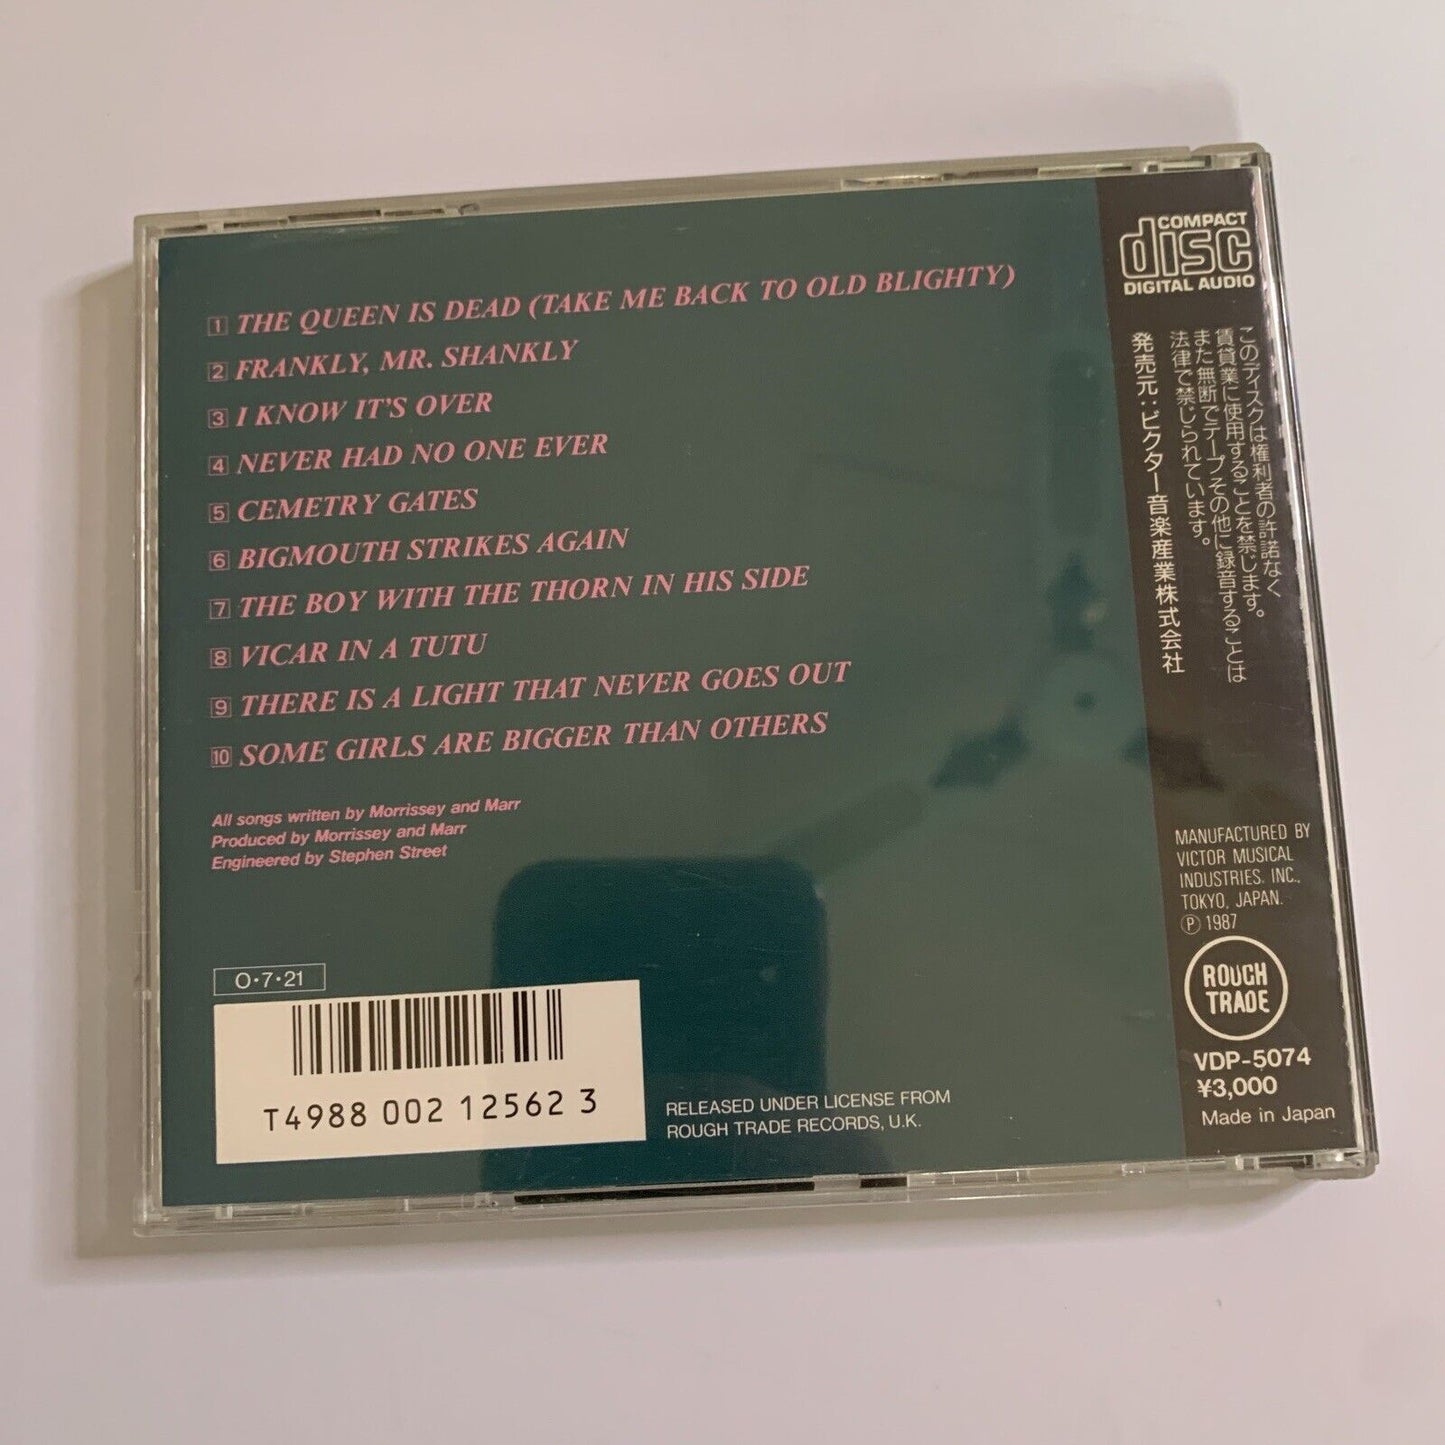 1 THE QUEEN IS DEAD (TAKE ME BACK TO OLD BLIGHTY)
2 FRANKLY, MR. SHANKLY
3 I KNOW IT'S OVER
4 NEVER HAD NO ONE EVER
5 CEMETRY GATES
6 BIGMOUTH STRIKES AGAIN
7 THE BOY WITH THE THORN IN HIS SIDE
8 VICAR IN A TUTU
9 THERE IS A LIGHT THAT NEVER GOES OUT
10 SOME GIRLS ARE BIGGER THAN OTHERS
All songs written by Morrissey and Marr
Produced by Morrissey and Marr
Engineered by Stephen Street
O・7・21
T4988 002 12562 3
RELEASED UNDER LICENSE FROM
ROUGH TRADE RECORDS, U.K.
COMPACT
disc
DIGITAL AUDIO
このディスクは権利者の許諾なく
賃貸業に使用することを禁じます。
また無断でテープその他に録音することは
法律で禁じられています。
発売元:ビクター音楽産業株式会社
MANUFACTURED BY
VICTOR MUSICAL
INDUSTRIES, INC.,
TOKYO, JAPAN.
Ⓟ 1987
ROUGH
TRADE
VDP-5074
¥3,000
Made in Japan